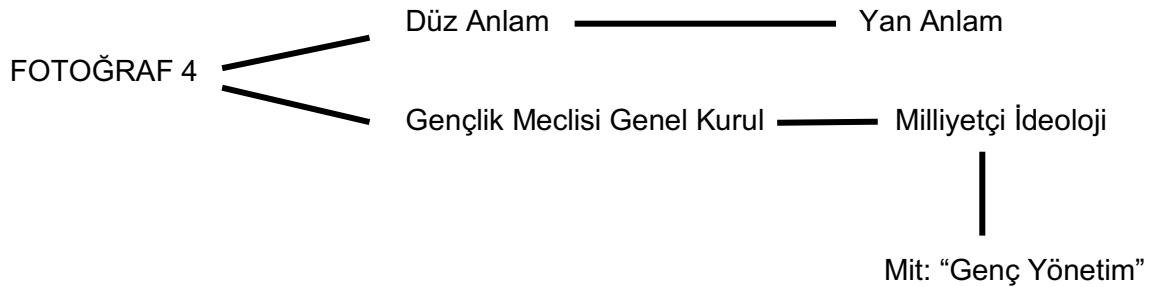 Düz Anlam Yan Anlam
FOTOĞRAF 4
Gençlik Meclisi Genel Kurul Milliyetçi İdeoloji
Mit: “Genç Yönetim”